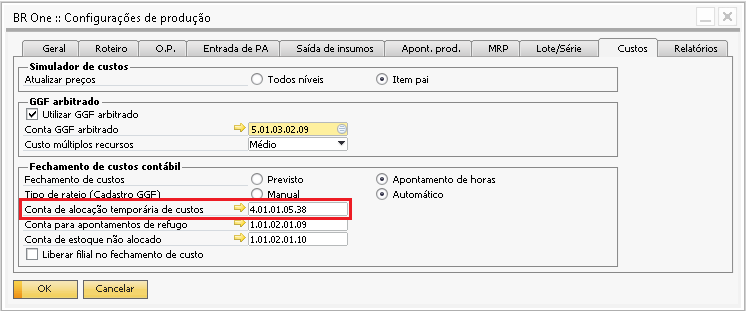 BR One :: Configurações de produção
Geral Roteiro O.P. Entrada de PA Saída de insumos Apont. prod. MRP Lote/Série Custos Relatórios
Simulador de custos
Atualizar preços Todos níveis Item pai
GGF arbitrado
Utilizar GGF arbitrado
Conta GGF arbitrado 5.01.03.02.09
Custo múltiplos recursos Médio
Fechamento de custos contábil
Fechamento de custos Previsto Apontamento de horas
Tipo de rateio (Cadastro GGF) Manual Automático
Conta de alocação temporária de custos 4.01.01.05.38
Conta para apontamentos de refugo 1.01.02.01.09
Conta de estoque não alocado 1.01.02.01.10
Liberar filial no fechamento de custo
OK Cancelar